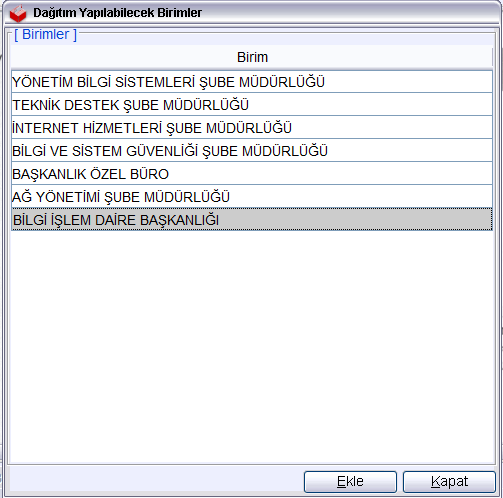 Dağıtım Yapılabilecek Birimler
[ Birimler ]
Birim
YÖNETİM BİLGİ SİSTEMLERİ ŞUBE MÜDÜRLÜĞÜ
TEKNİK DESTEK ŞUBE MÜDÜRLÜĞÜ
İNTERNET HİZMETLERİ ŞUBE MÜDÜRLÜĞÜ
BİLGİ VE SİSTEM GÜVENLİĞİ ŞUBE MÜDÜRLÜĞÜ
BAŞKANLIK ÖZEL BÜRO
AĞ YÖNETİMİ ŞUBE MÜDÜRLÜĞÜ
BİLGİ İŞLEM DAİRE BAŞKANLIĞI
Ekle Kapat